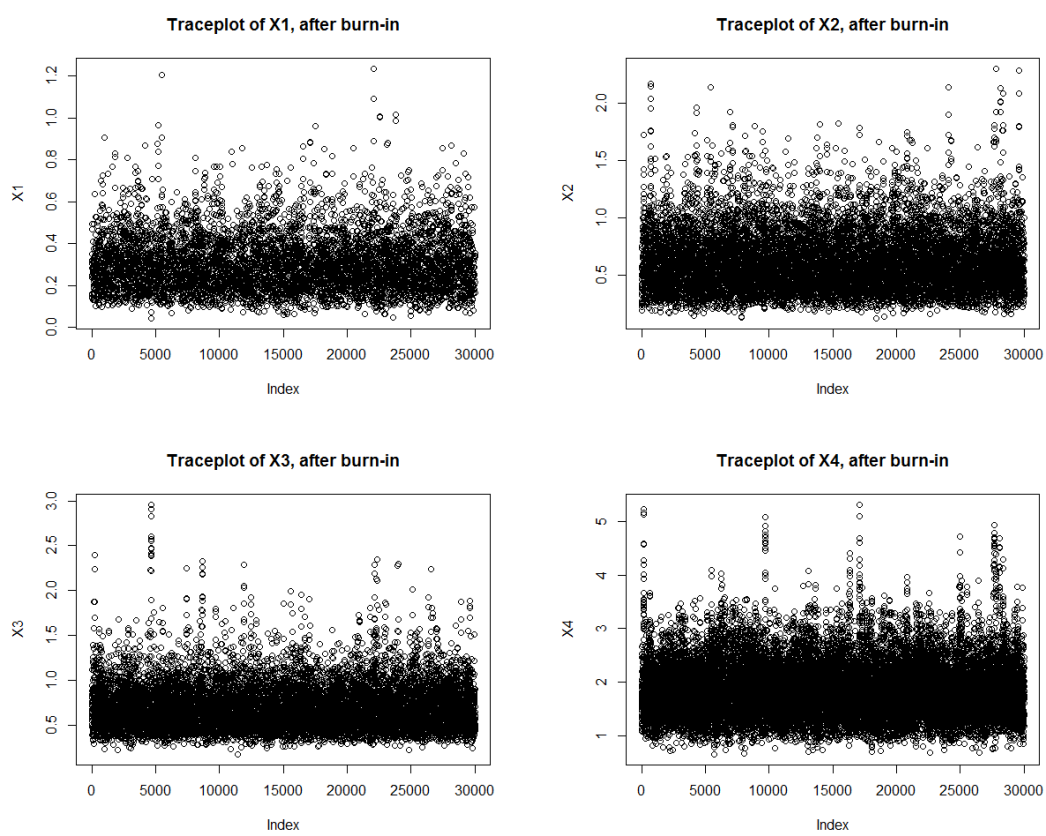 Traceplot of X1, after burn-in
X1
0.0 0.2 0.4 0.6 0.8 1.0 1.2
0 5000 10000 15000 20000 25000 30000
Index
Traceplot of X2, after burn-in
X2
0.5 1.0 1.5 2.0
0 5000 10000 15000 20000 25000 30000
Index
Traceplot of X3, after burn-in
X3
0.5 1.0 1.5 2.0 2.5 3.0
0 5000 10000 15000 20000 25000 30000
Index
Traceplot of X4, after burn-in
X4
1 2 3 4 5
0 5000 10000 15000 20000 25000 30000
Index